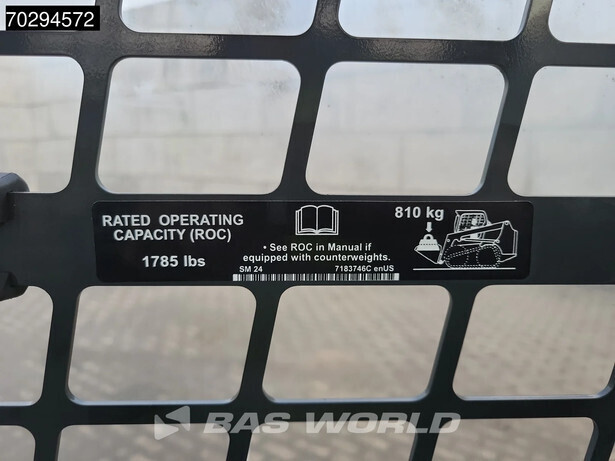 70294572
RATED OPERATING
CAPACITY (ROC)
1785 lbs
• See ROC in Manual if
equipped with counterweights.
SM 24
7183746C enUS
810 kg
BAS WORLD